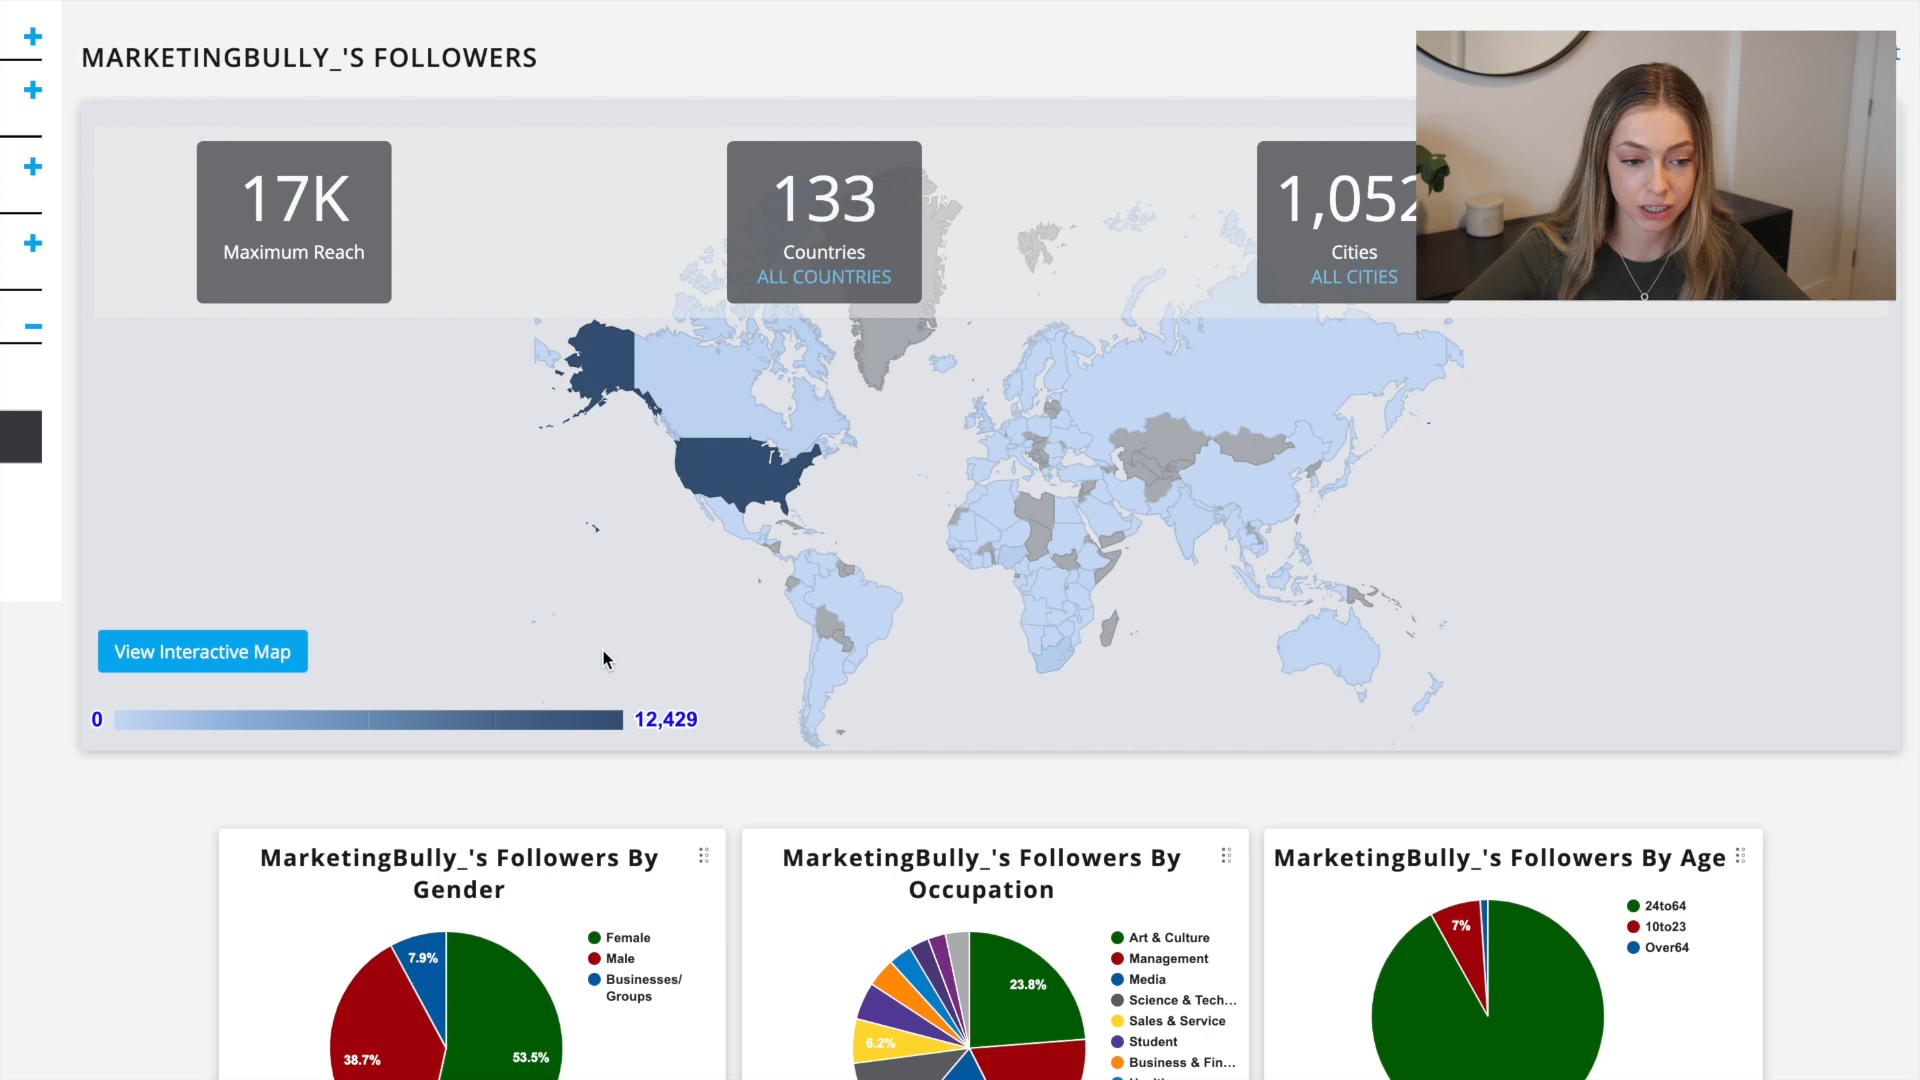 MARKETINGBULLY_'S FOLLOWERS
17K
Maximum Reach
133
Countries
ALL COUNTRIES
1,052
Cities
ALL CITIES
View Interactive Map
0
12,429
MarketingBully_'s Followers By
Gender
Female
Male
Businesses/
Groups
7.9%
38.7%
53.5%
MarketingBully_'s Followers By
Occupation
Art & Culture
Management
Media
Science & Tech...
Sales & Service
Student
Business & Fin...
23.8%
6.2%
MarketingBully_'s Followers By Age
24to64
10to23
Over64
7%